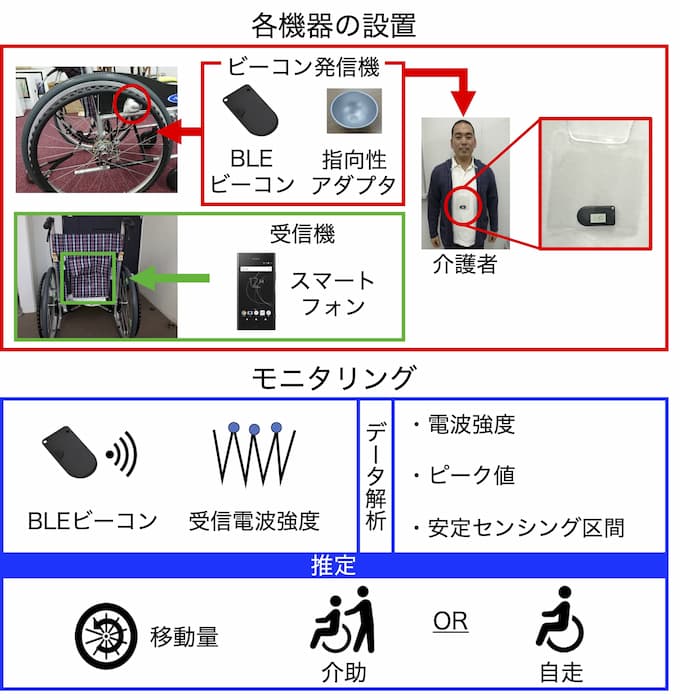 各機器の設置
ビーコン発信機
BLE
ビーコン
指向性
アダプタ
介護者
受信機
スマート
フォン
モニタリング
BLEビーコン
受信電波強度
データ解析
・電波強度
・ピーク値
・安定センシング区間
推定
移動量
介助
OR
自走